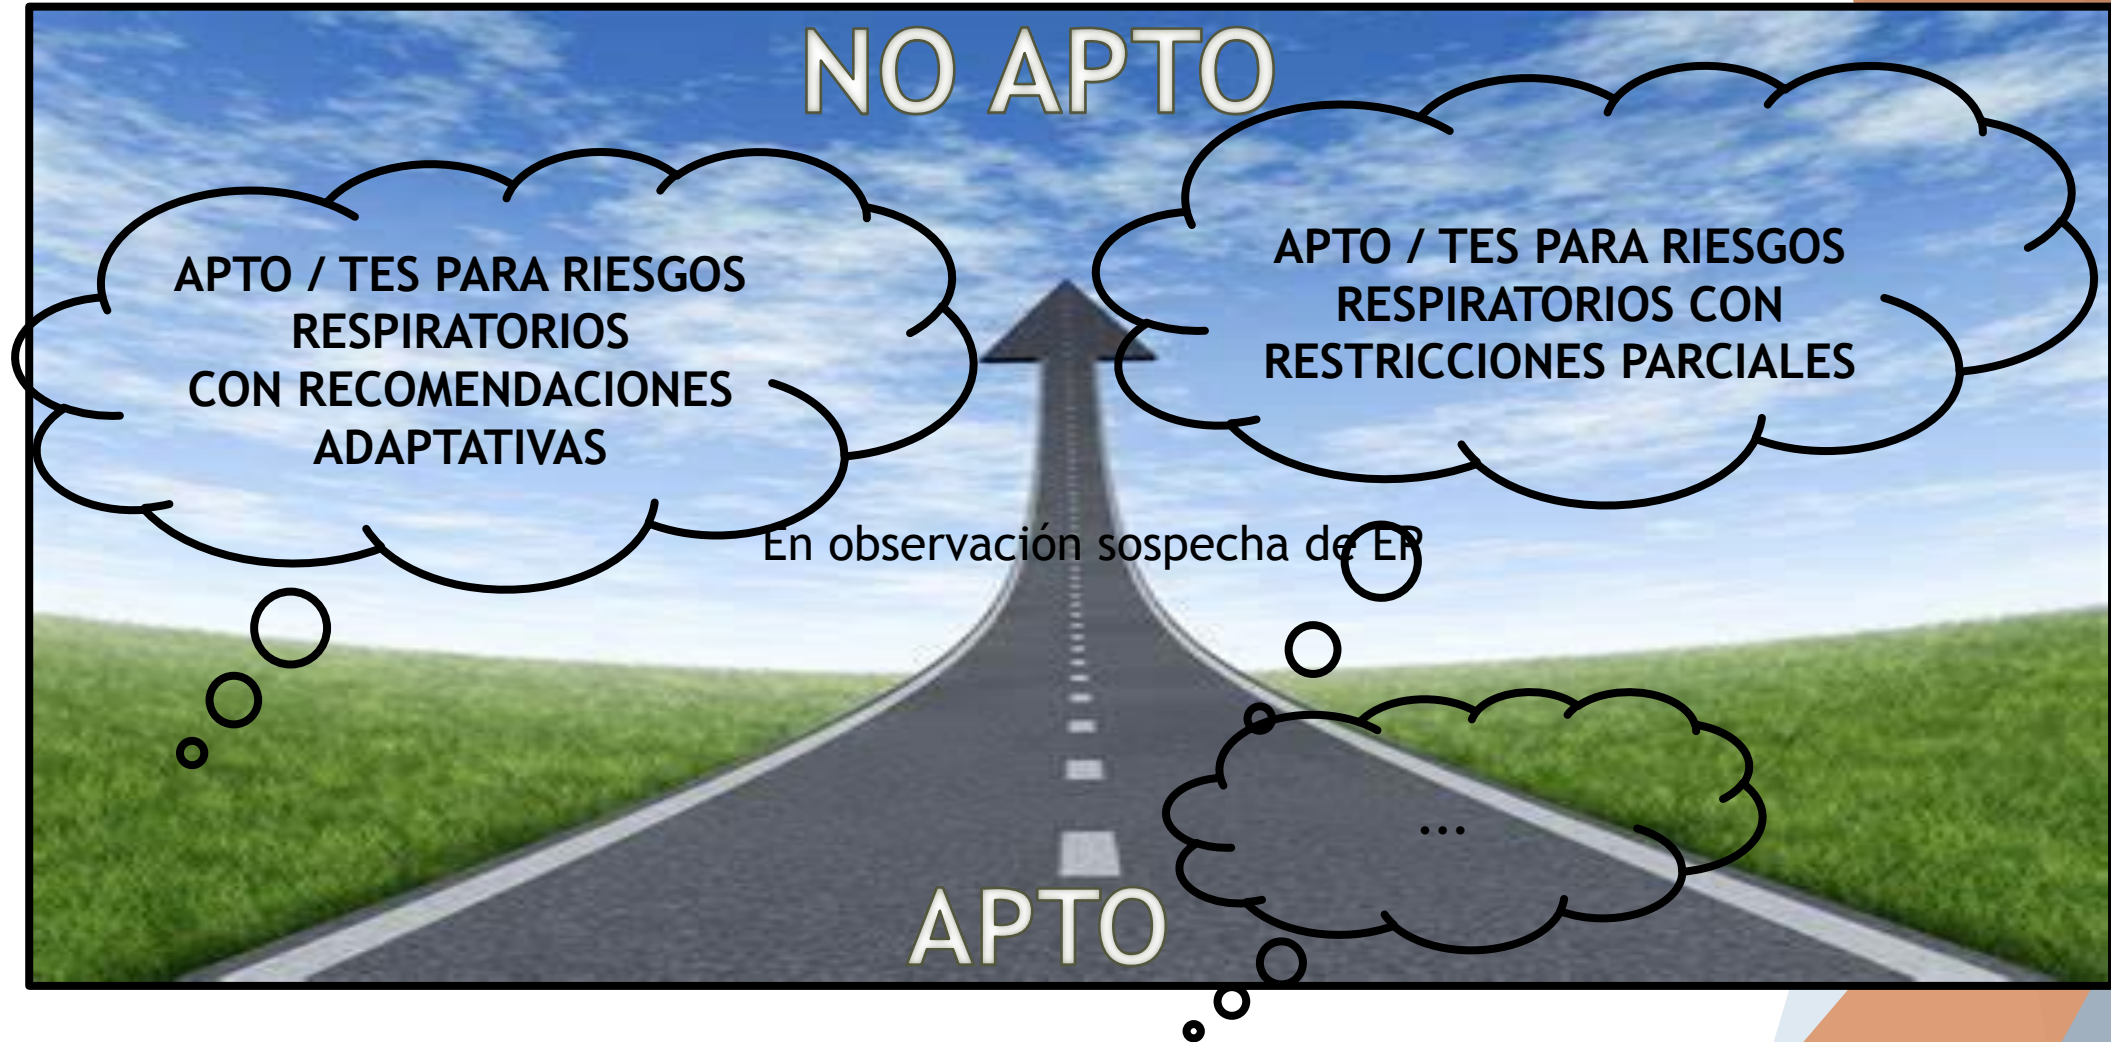 NO APTO
APTO / TES PARA RIESGOS
RESPIRATORIOS
CON RECOMENDACIONES
ADAPTATIVAS
APTO / TES PARA RIESGOS
RESPIRATORIOS CON
RESTRICCIONES PARCIALES
En observación sospecha de EP
...
APTO